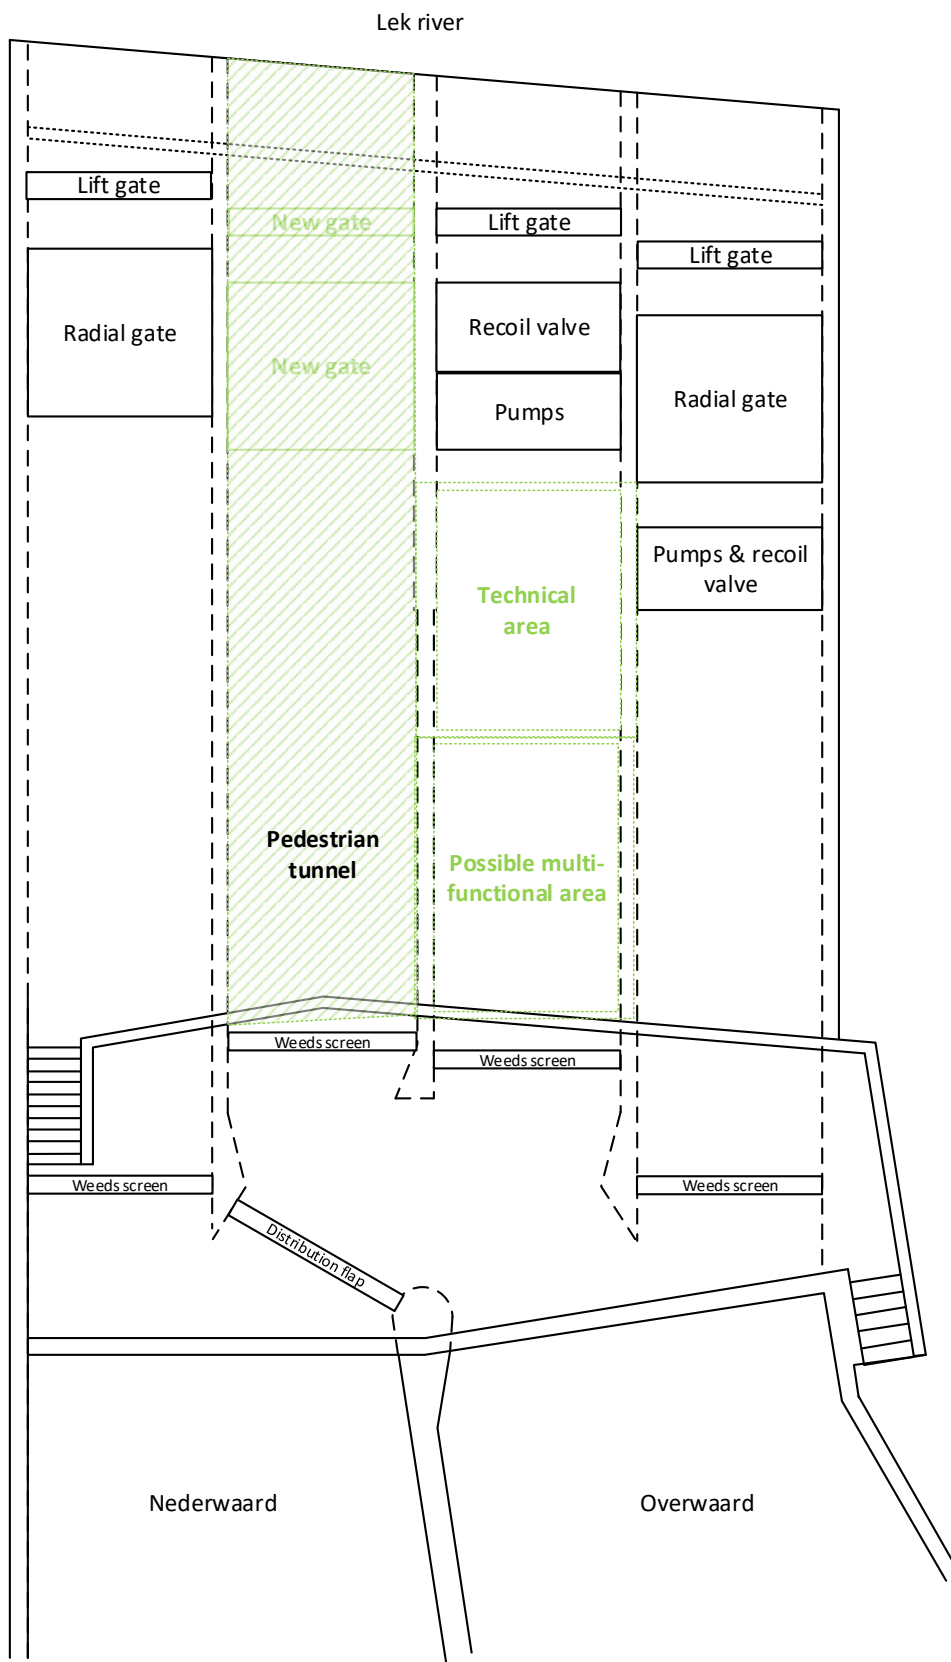 Lek river
Lift gate
New gate
Lift gate
Lift gate
Radial gate
New gate
Recoil valve
Pumps
Radial gate
Pumps & recoil
valve
Technical
area
Pedestrian
tunnel
Possible multi-
functional area
Weeds screen
Weeds screen
Weeds screen
Weeds screen
Distribution flap
Nederwaard
Overwaard